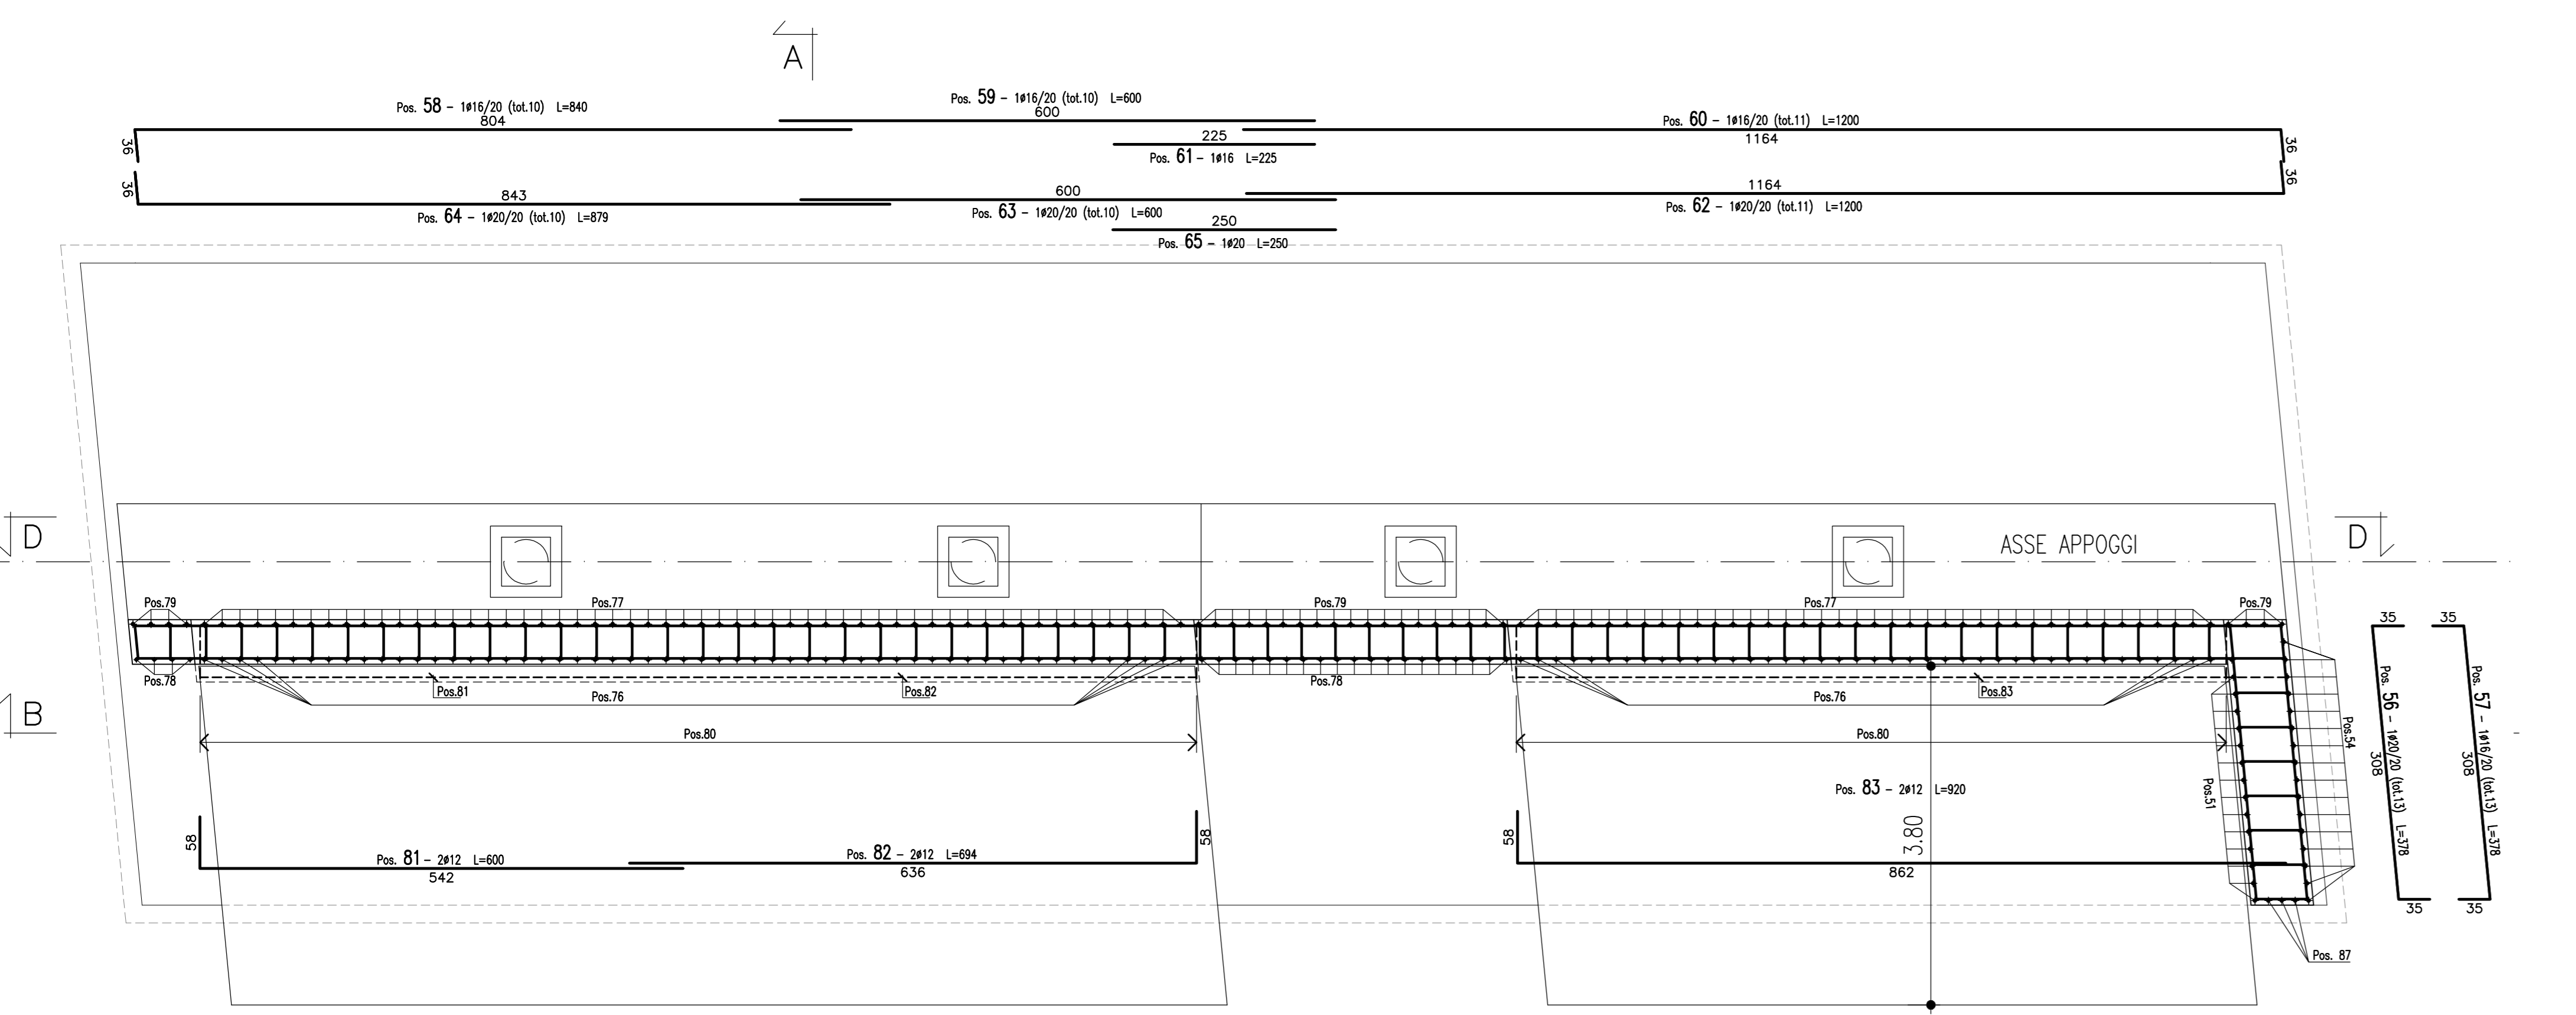 A
Pos. 58 - 1ø16/20 (tot.10) L=840
804
Pos. 59 - 1ø16/20 (tot.10) L=600
600
Pos. 60 - 1ø16/20 (tot.11) L=1200
1164
36
36
225
Pos. 61 - 1ø16 L=225
36
36
843
Pos. 64 - 1ø20/20 (tot.10) L=879
600
Pos. 63 - 1ø20/20 (tot.10) L=600
1164
Pos. 62 - 1ø20/20 (tot.11) L=1200
250
Pos. 65 - 1ø20 L=250
D
ASSE APPOGGI
D
Pos.79
Pos.77
Pos.79
Pos.77
Pos.79
35
35
Pos.78
Pos.81
Pos.76
Pos.82
Pos.78
Pos.76
Pos.83
B
Pos.80
Pos.80
Pos.54
Pos.51
Pos. 56 - 1ø20/20 (tot.13) L=378
308
Pos. 57 - 1ø16/20 (tot.13) L=378
308
Pos. 83 - 2ø12 L=920
3.80
58
58
58
Pos. 81 - 2ø12 L=600
542
Pos. 82 - 2ø12 L=694
636
862
35
35
Pos. 87